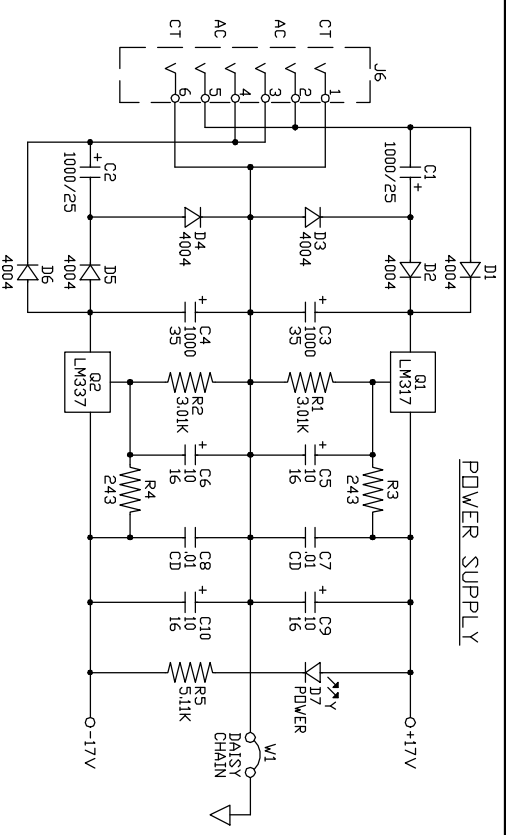 POWER SUPPLY
J6
CT
AC
AC
CT
1
2
3
4
5
6
D1
4004
C1
+
1000/25
D2
4004
D3
4004
D4
4004
C2
+
1000/25
D5
4004
D6
4004
+
C3
1000
35
+
C4
1000
35
Q1
LM317
Q2
LM337
R1
3.01K
R2
3.01K
R3
243
R4
243
+
C5
10
16
+
C6
10
16
C7
.01
CD
C8
.01
CD
+
C9
10
16
+
C10
10
16
Y
D7
POWER
R5
5.11K
+17V
-17V
W1
DAISY
CHAIN